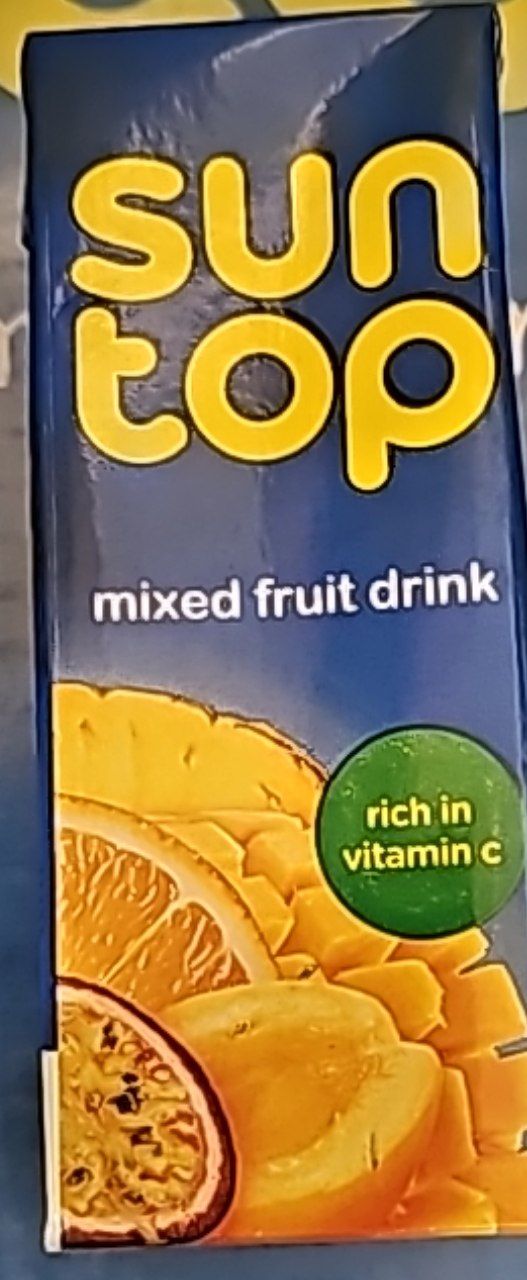 sun
top
mixed fruit drink
rich in
vitamin c